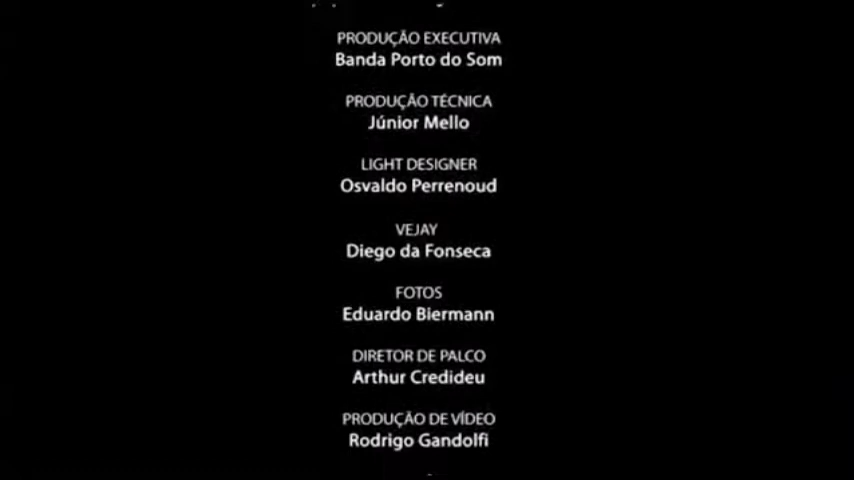 PRODUÇÃO EXECUTIVA
Banda Porto do Som
PRODUÇÃO TÉCNICA
Júnior Mello
LIGHT DESIGNER
Osvaldo Perrenoud
VEJAY
Diego da Fonseca
FOTOS
Eduardo Biermann
DIRETOR DE PALCO
Arthur Credideu
PRODUÇÃO DE VÍDEO
Rodrigo Gandolfi